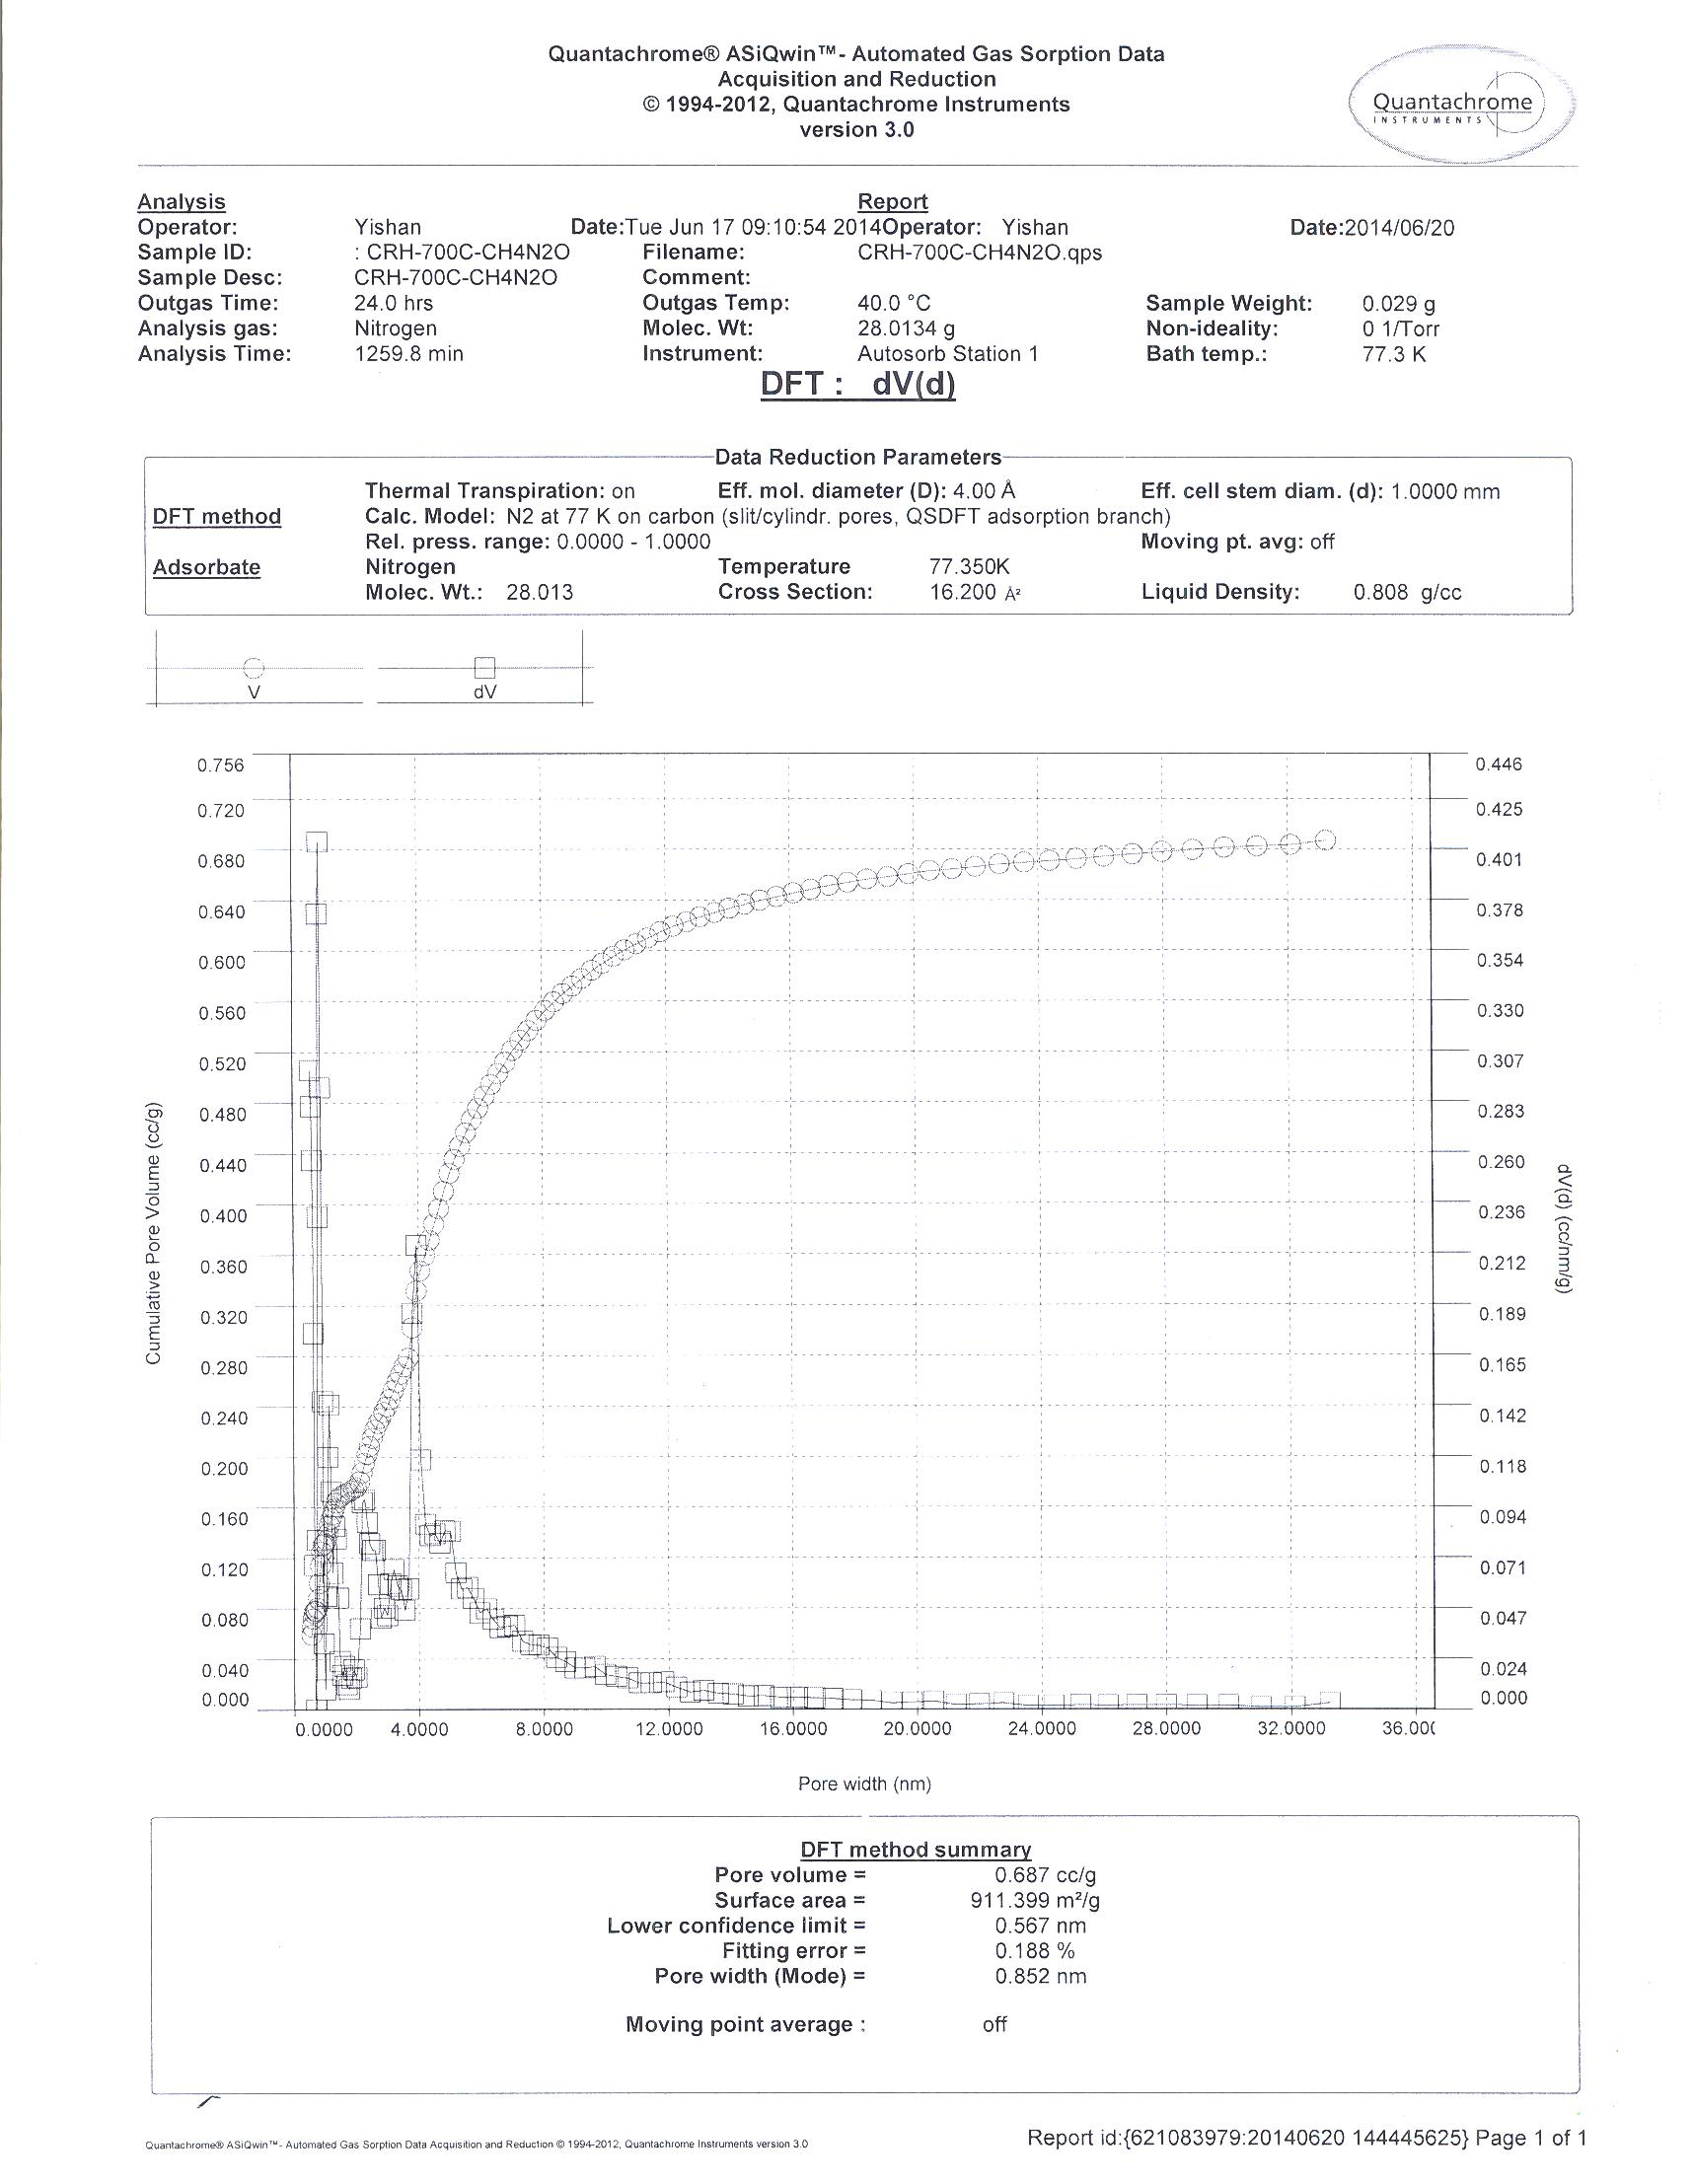 Quantachrome® ASiQwin™- Automated Gas Sorption Data
Acquisition and Reduction
© 1994-2012, Quantachrome Instruments
version 3.0
Quantachrome
INSTRUMENTS
Analysis Report
Operator: Yishan Date:Tue Jun 17 09:10:54 2014 Operator: Yishan Date:2014/06/20
Sample ID: : CRH-700C-CH4N2O Filename: CRH-700C-CH4N2O.qps
Sample Desc: CRH-700C-CH4N2O Comment:
Outgas Time: 24.0 hrs Outgas Temp: 40.0 °C Sample Weight: 0.029 g
Analysis gas: Nitrogen Molec. Wt: 28.0134 g Non-ideality: 0 1/Torr
Analysis Time: 1259.8 min Instrument: Autosorb Station 1 Bath temp.: 77.3 K
DFT : dV(d)
Data Reduction Parameters
Thermal Transpiration: on Eff. mol. diameter (D): 4.00 Å Eff. cell stem diam. (d): 1.0000 mm
DFT method Calc. Model: N2 at 77 K on carbon (slit/cylindr. pores, QSDFT adsorption branch)
Rel. press. range: 0.0000 - 1.0000 Moving pt. avg: off
Adsorbate Nitrogen Temperature 77.350K
Molec. Wt.: 28.013 Cross Section: 16.200 Å² Liquid Density: 0.808 g/cc
V dV
0.756 0.446
0.720 0.425
0.680 0.401
0.640 0.378
0.600 0.354
0.560 0.330
0.520 0.307
0.480 0.283
0.440 0.260
0.400 0.236
0.360 0.212
0.320 0.189
0.280 0.165
0.240 0.142
0.200 0.118
0.160 0.094
0.120 0.071
0.080 0.047
0.040 0.024
0.000 0.000
Cumulative Pore Volume (cc/g)
dV(d) (cc/nm/g)
0.0000 4.0000 8.0000 12.0000 16.0000 20.0000 24.0000 28.0000 32.0000 36.00(
Pore width (nm)
DFT method summary
Pore volume = 0.687 cc/g
Surface area = 911.399 m²/g
Lower confidence limit = 0.567 nm
Fitting error = 0.188 %
Pore width (Mode) = 0.852 nm
Moving point average : off
Quantachrome® ASiQwin™- Automated Gas Sorption Data Acquisition and Reduction © 1994-2012, Quantachrome Instruments version 3.0
Report id:{621083979:20140620 144445625} Page 1 of 1